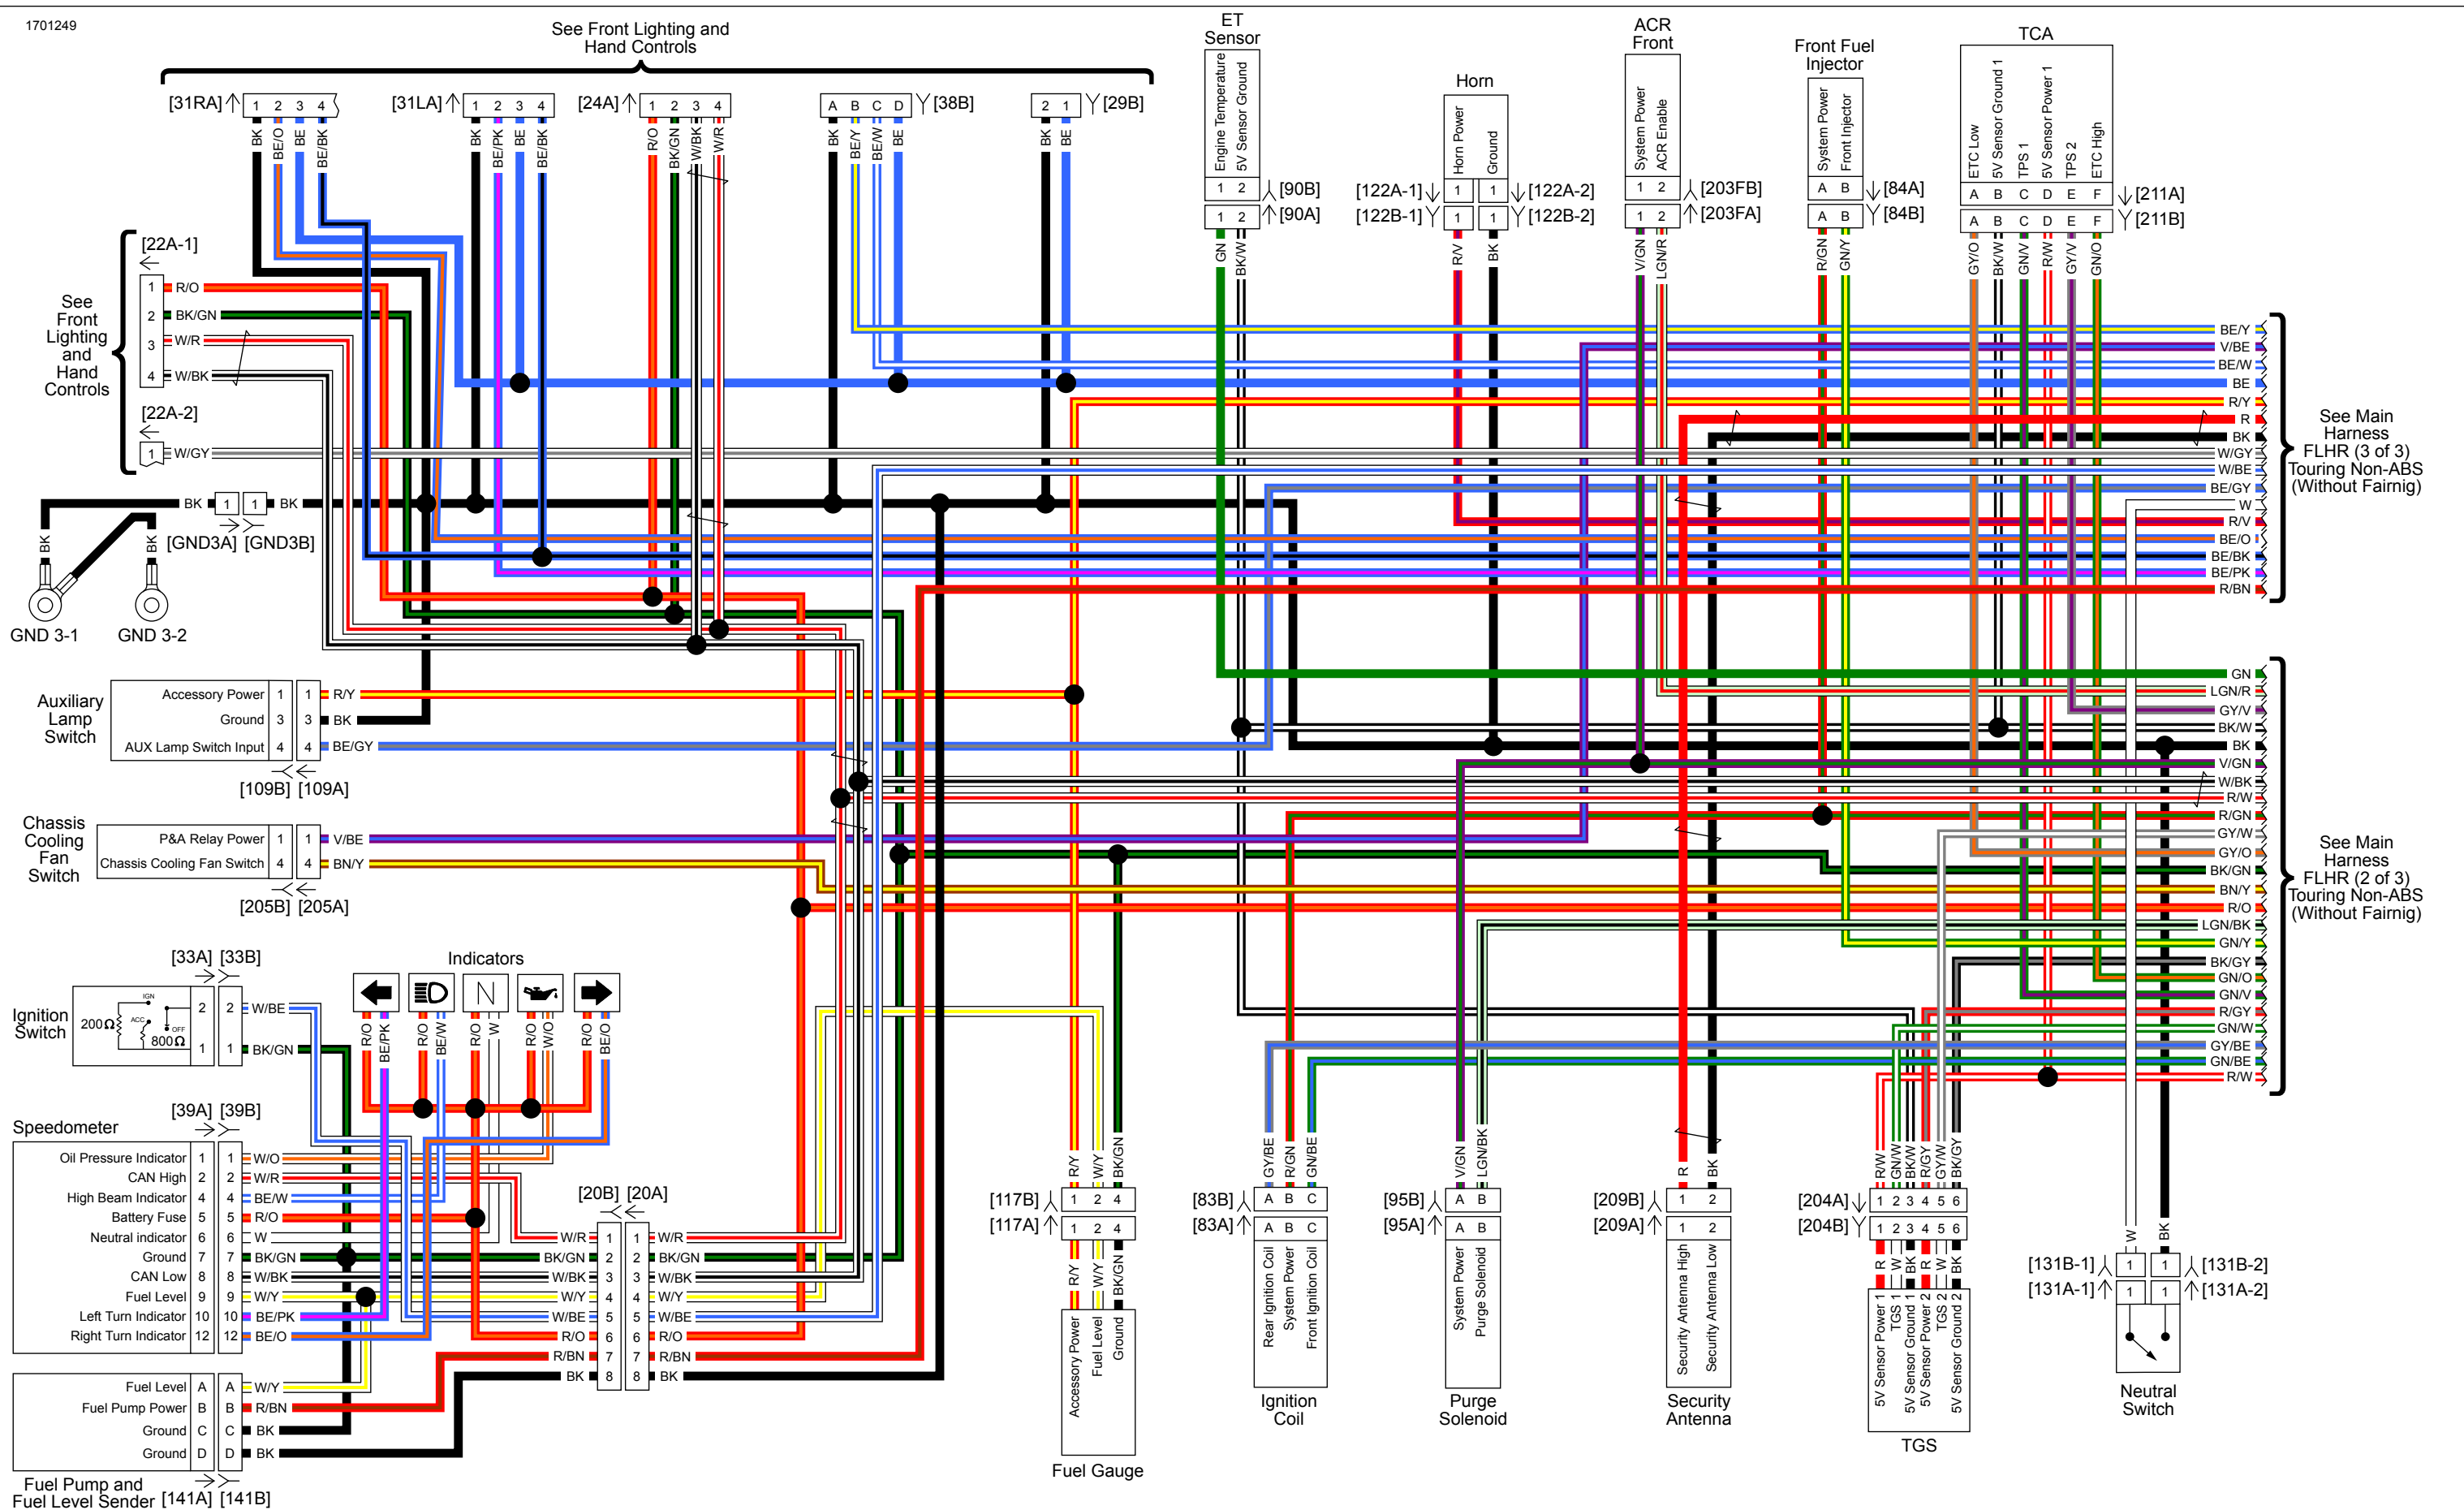 1701249
See Front Lighting and
Hand Controls
[31RA] 1 2 3 4
[31LA] 1 2 3 4
[24A] 1 2 3 4
A B C D [38B]
2 1 [29B]
BK BE/O BE BE/BK
BK BE/PK BE BE/BK
R/O BK/GN W/BK W/R
BK BE/Y BE/W BE
BK BE
ET
Sensor
Engine Temperature
5V Sensor Ground
1 2 [90B]
1 2 [90A]
GN BK/W
Horn
Horn Power
Ground
[122A-1] 1 1 [122A-2]
[122B-1] 1 1 [122B-2]
R/V BK
ACR
Front
System Power
ACR Enable
1 2 [203FB]
1 2 [203FA]
V/GN LGN/R
Front Fuel
Injector
System Power
Front Injector
A B [84A]
A B [84B]
R/GN GN/Y
TCA
ETC Low
5V Sensor Ground 1
TPS 1
5V Sensor Power 1
TPS 2
ETC High
A B C D E F [211A]
A B C D E F [211B]
GY/O BK/W GN/V R/W GY/V GN/O
See
Front
Lighting
and
Hand
Controls
[22A-1]
1 R/O
2 BK/GN
3 W/R
4 W/BK
[22A-2]
1 W/GY
BK 1 1 BK
[GND3A] [GND3B]
BK BK
GND 3-1 GND 3-2
BE/Y
V/BE
BE/W
BE
R/Y
R
BK
W/GY
W/BE
BE/GY
W
R/V
BE/O
BE/BK
BE/PK
R/BN
See Main
Harness
FLHR (3 of 3)
Touring Non-ABS
(Without Fairnig)
Auxiliary
Lamp
Switch
Accessory Power 1 1 R/Y
Ground 3 3 BK
AUX Lamp Switch Input 4 4 BE/GY
[109B] [109A]
Chassis
Cooling
Fan
Switch
P&A Relay Power 1 1 V/BE
Chassis Cooling Fan Switch 4 4 BN/Y
[205B] [205A]
GN
LGN/R
GY/V
BK/W
BK
V/GN
W/BK
R/W
R/GN
GY/W
GY/O
BK/GN
BN/Y
R/O
LGN/BK
GN/Y
BK/GY
GN/O
GN/V
R/GY
GN/W
GY/BE
GN/BE
R/W
See Main
Harness
FLHR (2 of 3)
Touring Non-ABS
(Without Fairnig)
[33A] [33B]
Ignition
Switch
IGN
ACC
OFF
200Ω
800Ω
2 2 W/BE
1 1 BK/GN
Indicators
N
R/O BE/PK R/O BE/W R/O W R/O W/O R/O BE/O
[39A] [39B]
Speedometer
Oil Pressure Indicator 1 1 W/O
CAN High 2 2 W/R
High Beam Indicator 4 4 BE/W
Battery Fuse 5 5 R/O
Neutral indicator 6 6 W
Ground 7 7 BK/GN
CAN Low 8 8 W/BK
Fuel Level 9 9 W/Y
Left Turn Indicator 10 10 BE/PK
Right Turn Indicator 12 12 BE/O
Fuel Level A A W/Y
Fuel Pump Power B B R/BN
Ground C C BK
Ground D D BK
Fuel Pump and
Fuel Level Sender [141A] [141B]
[20B] [20A]
W/R 1 1 W/R
BK/GN 2 2 BK/GN
W/BK 3 3 W/BK
W/Y 4 4 W/Y
W/BE 5 5 W/BE
R/O 6 6 R/O
R/BN 7 7 R/BN
BK 8 8 BK
R/Y W/Y BK/GN
[117B] 1 2 4
[117A] 1 2 4
R/Y W/Y BK/GN
Accessory Power
Fuel Level
Ground
Fuel Gauge
GY/BE R/GN GN/BE
[83B] A B C
[83A] A B C
Rear Ignition Coil
System Power
Front Ignition Coil
Ignition
Coil
V/GN LGN/BK
[95B] A B
[95A] A B
System Power
Purge Solenoid
Purge
Solenoid
R BK
[209B] 1 2
[209A] 1 2
Security Antenna High
Security Antenna Low
Security
Antenna
R/W GN/W BK/W R/GY GY/W BK/GY
[204A] 1 2 3 4 5 6
[204B] 1 2 3 4 5 6
R W BK R W BK
5V Sensor Power 1
TGS 1
5V Sensor Ground 1
5V Sensor Power 2
TGS 2
5V Sensor Ground 2
TGS
W BK
[131B-1] 1 1 [131B-2]
[131A-1] 1 1 [131A-2]
Neutral
Switch